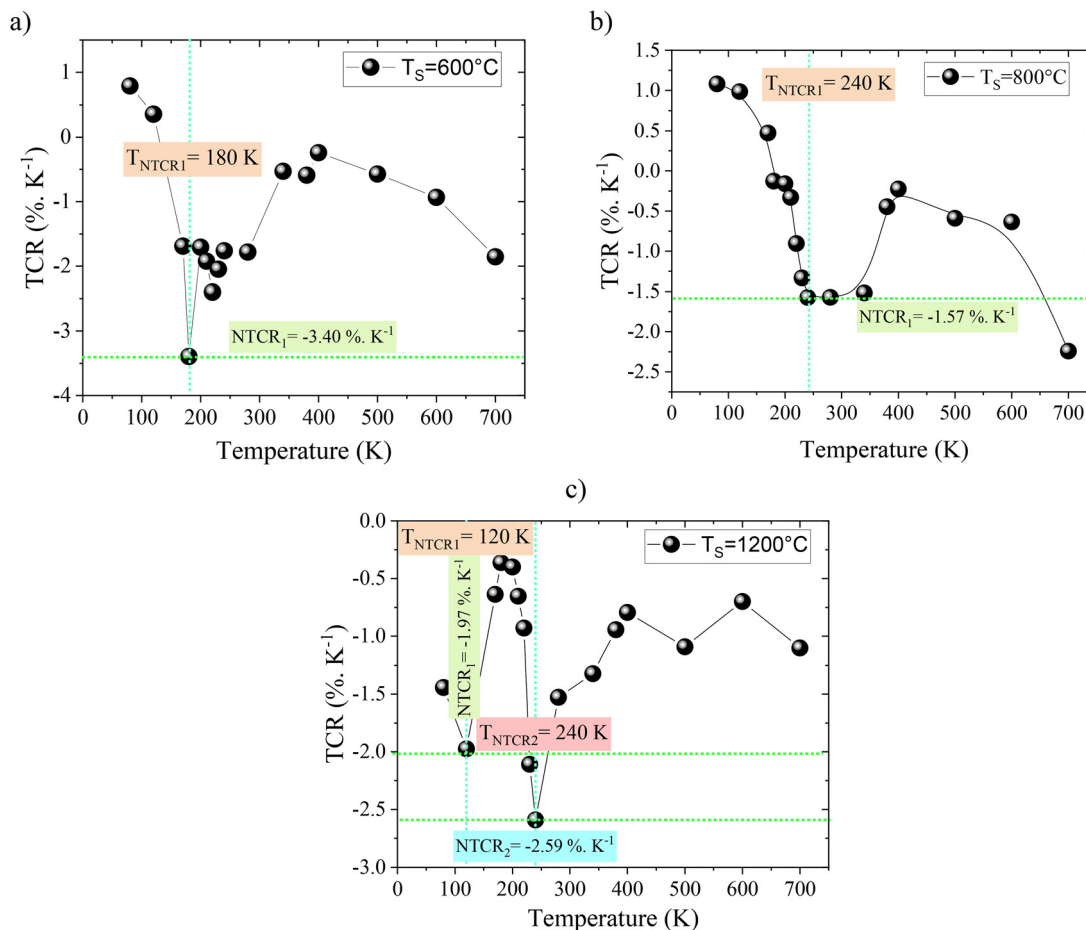 a)
T_S=600°C
T_NTCR1= 180 K
NTCR_1= -3.40 %. K^-1
TCR (%. K^-1)
1
0
-1
-2
-3
-4
0 100 200 300 400 500 600 700
Temperature (K)
b)
T_S=800°C
T_NTCR1= 240 K
NTCR_1= -1.57 %. K^-1
TCR (%. K^-1)
1.5
1.0
0.5
0.0
-0.5
-1.0
-1.5
-2.0
-2.5
0 100 200 300 400 500 600 700
Temperature (K)
c)
T_S=1200°C
T_NTCR1= 120 K
NTCR_1= -1.97 %. K^-1
T_NTCR2= 240 K
NTCR_2= -2.59 %. K^-1
TCR (%. K^-1)
0.0
-0.5
-1.0
-1.5
-2.0
-2.5
-3.0
0 100 200 300 400 500 600 700
Temperature (K)